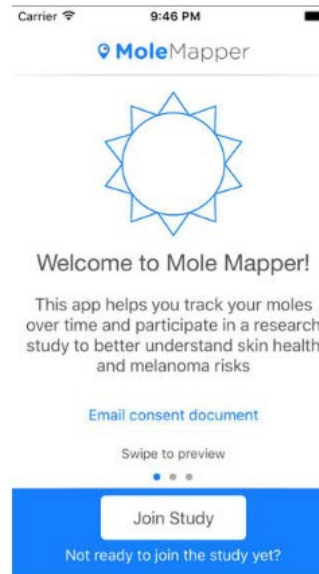 Carrier 9:46 PM
MoleMapper
Welcome to Mole Mapper!
This app helps you track your moles
over time and participate in a research
study to better understand skin health
and melanoma risks
Email consent document
Swipe to preview
Join Study
Not ready to join the study yet?